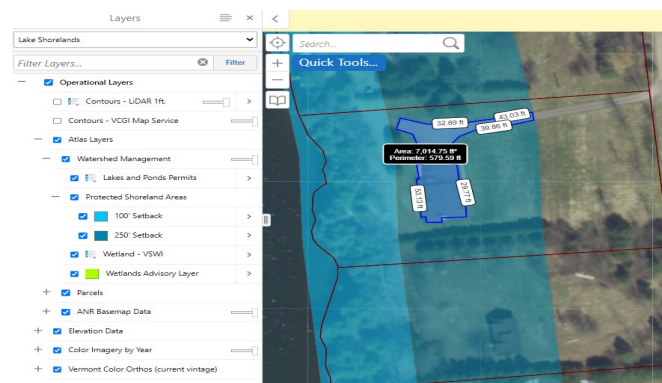 Layers
Lake Shorelands
Filter Layers...
Filter
Operational Layers
Contours - LiDAR 1ft.
Contours - VCGI Map Service
Atlas Layers
Watershed Management
Lakes and Ponds Permits
Protected Shoreland Areas
100' Setback
250' Setback
Wetland - VSWI
Wetlands Advisory Layer
Parcels
ANR Basemap Data
Elevation Data
Color Imagery by Year
Vermont Color Orthos (current vintage)
Search...
Quick Tools...
32.89 ft
43.03 ft
39.86 ft
Area: 7,014.75 ft²
Perimeter: 579.59 ft
53.13 ft
29.77 ft